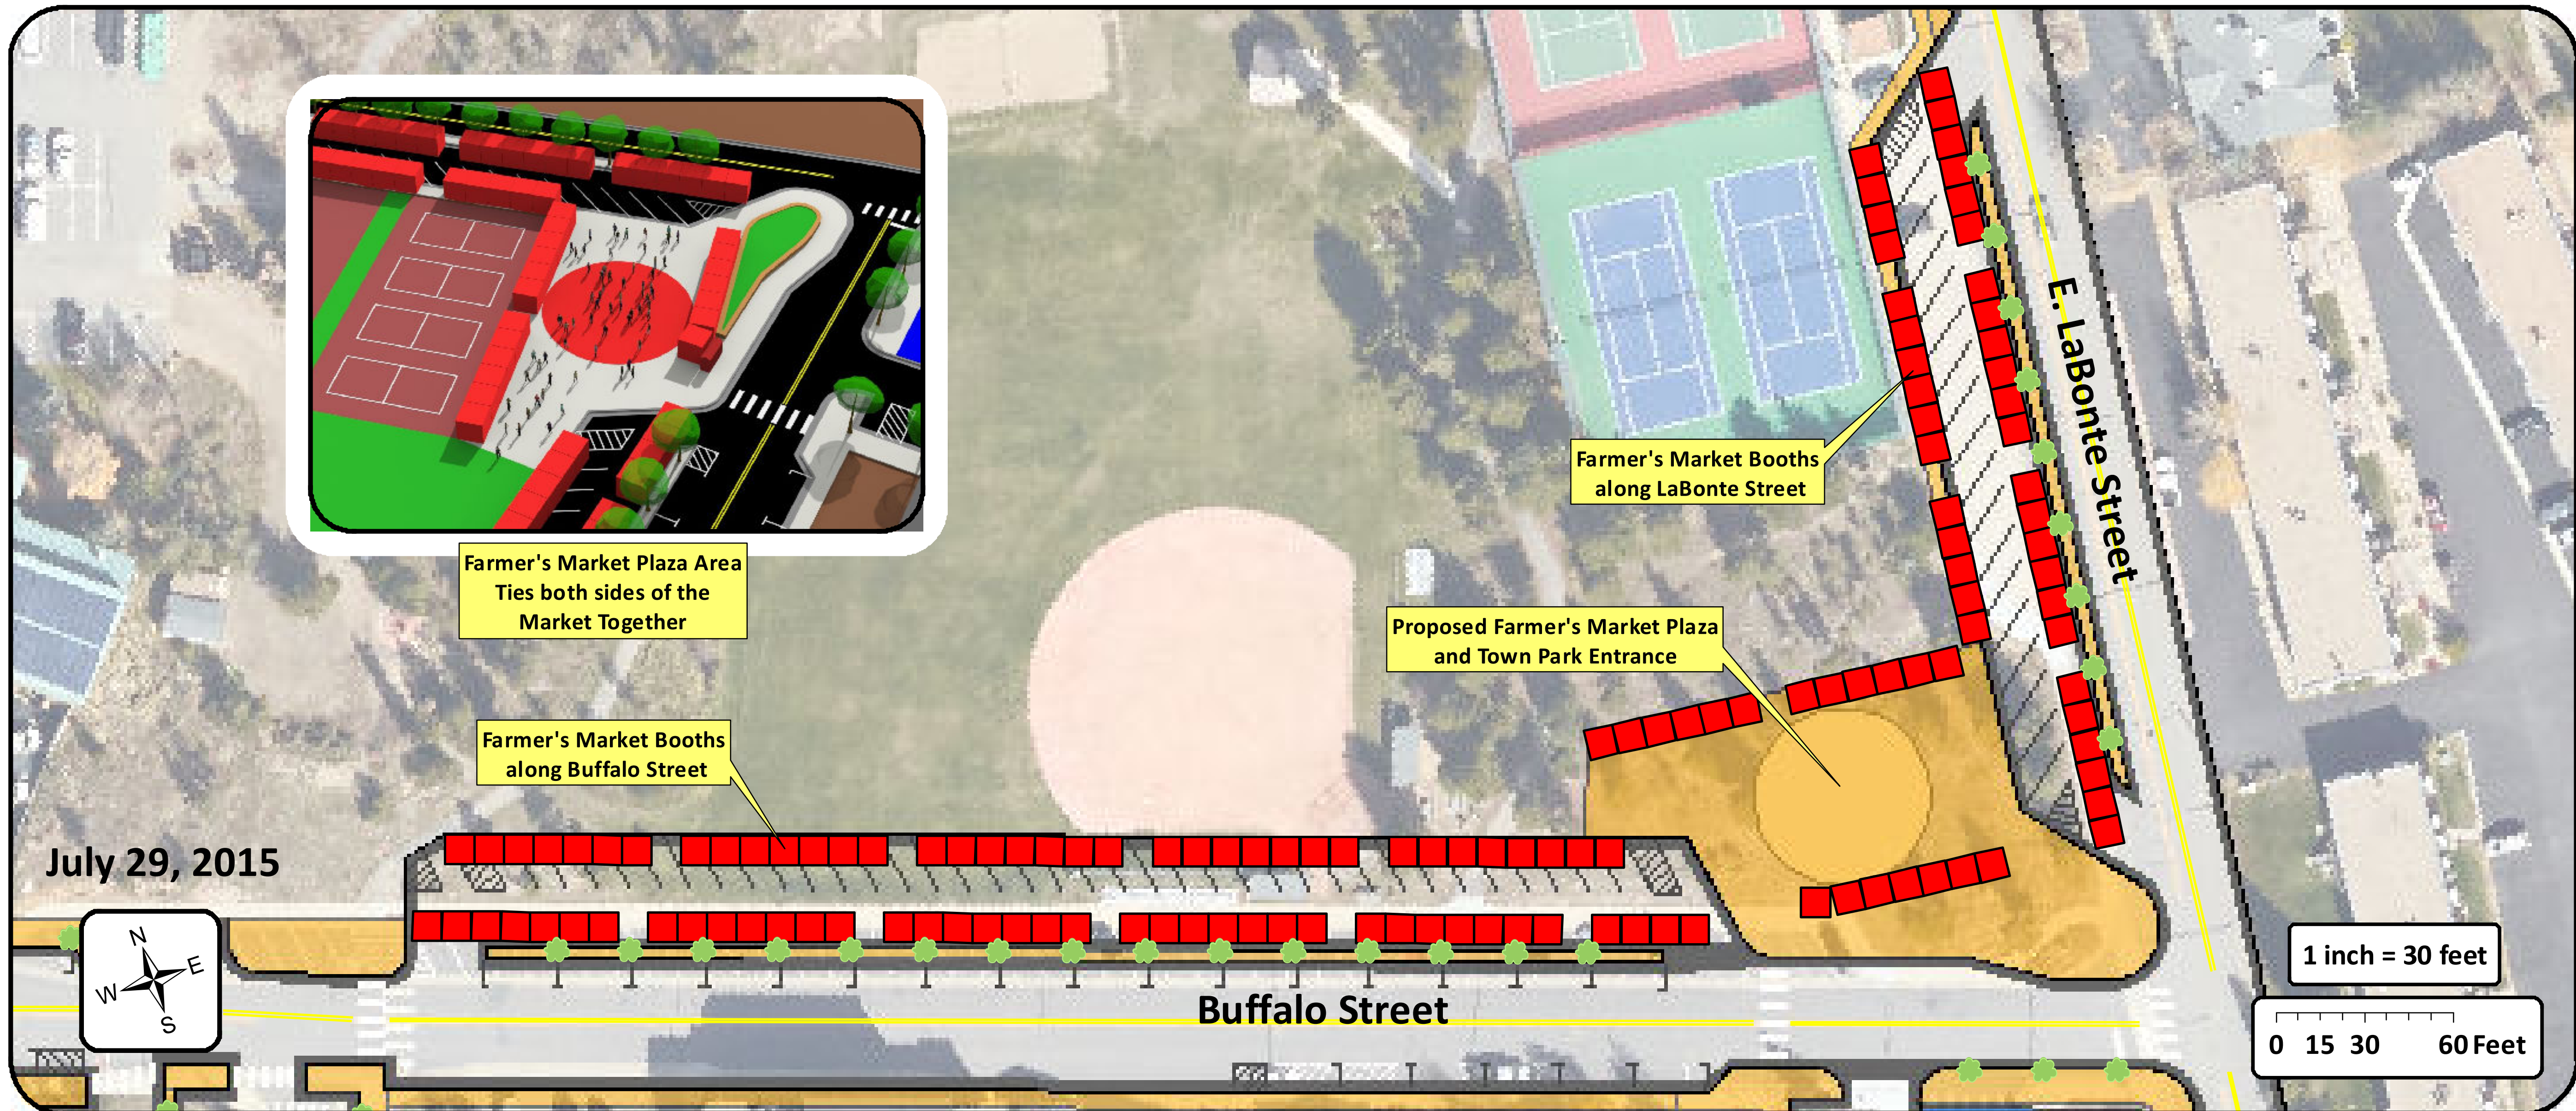 Farmer's Market Plaza Area
Ties both sides of the
Market Together
Farmer's Market Booths
along LaBonte Street
E. LaBonte Street
Proposed Farmer's Market Plaza
and Town Park Entrance
Farmer's Market Booths
along Buffalo Street
July 29, 2015
N
E
W
S
Buffalo Street
1 inch = 30 feet
0 15 30 60 Feet